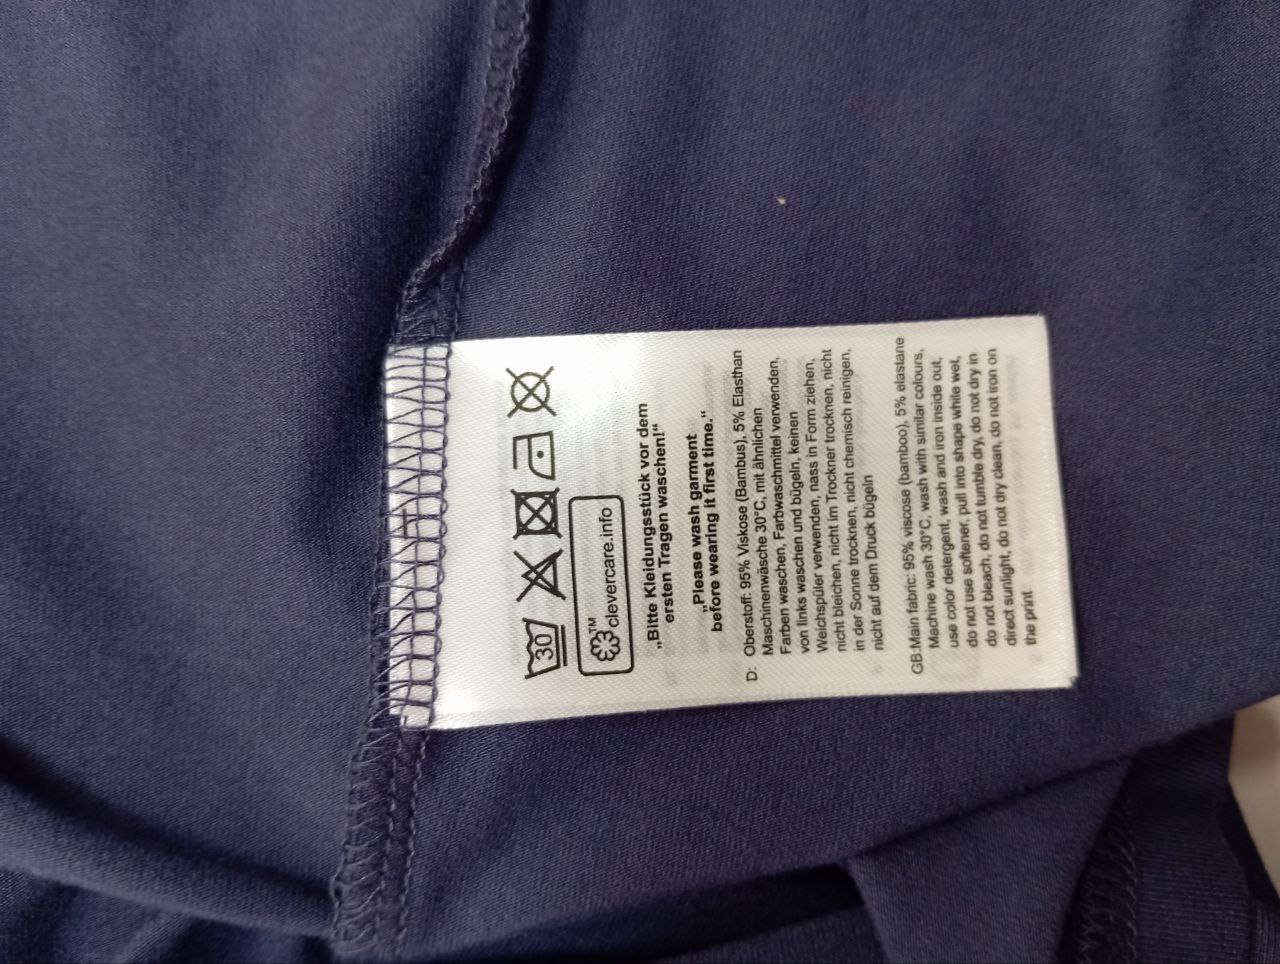 30
TM
clevercare.info
„Bitte Kleidungsstück vor dem
ersten Tragen waschen!“
„Please wash garment
before wearing it first time.“
D: Oberstoff: 95% Viskose (Bambus), 5% Elasthan
Maschinenwäsche 30°C, mit ähnlichen
Farben waschen, Farbwaschmittel verwenden,
von links waschen und bügeln, keinen
Weichspüler verwenden, nass in Form ziehen,
nicht bleichen, nicht im Trockner trocknen, nicht
in der Sonne trocknen, nicht chemisch reinigen,
nicht auf dem Druck bügeln
GB:Main fabric: 95% viscose (bamboo), 5% elastane
Machine wash 30°C, wash with similar colours,
use color detergent, wash and iron inside out,
do not use softener, pull into shape while wet,
do not bleach, do not tumble dry, do not dry in
direct sunlight, do not dry clean, do not iron on
the print